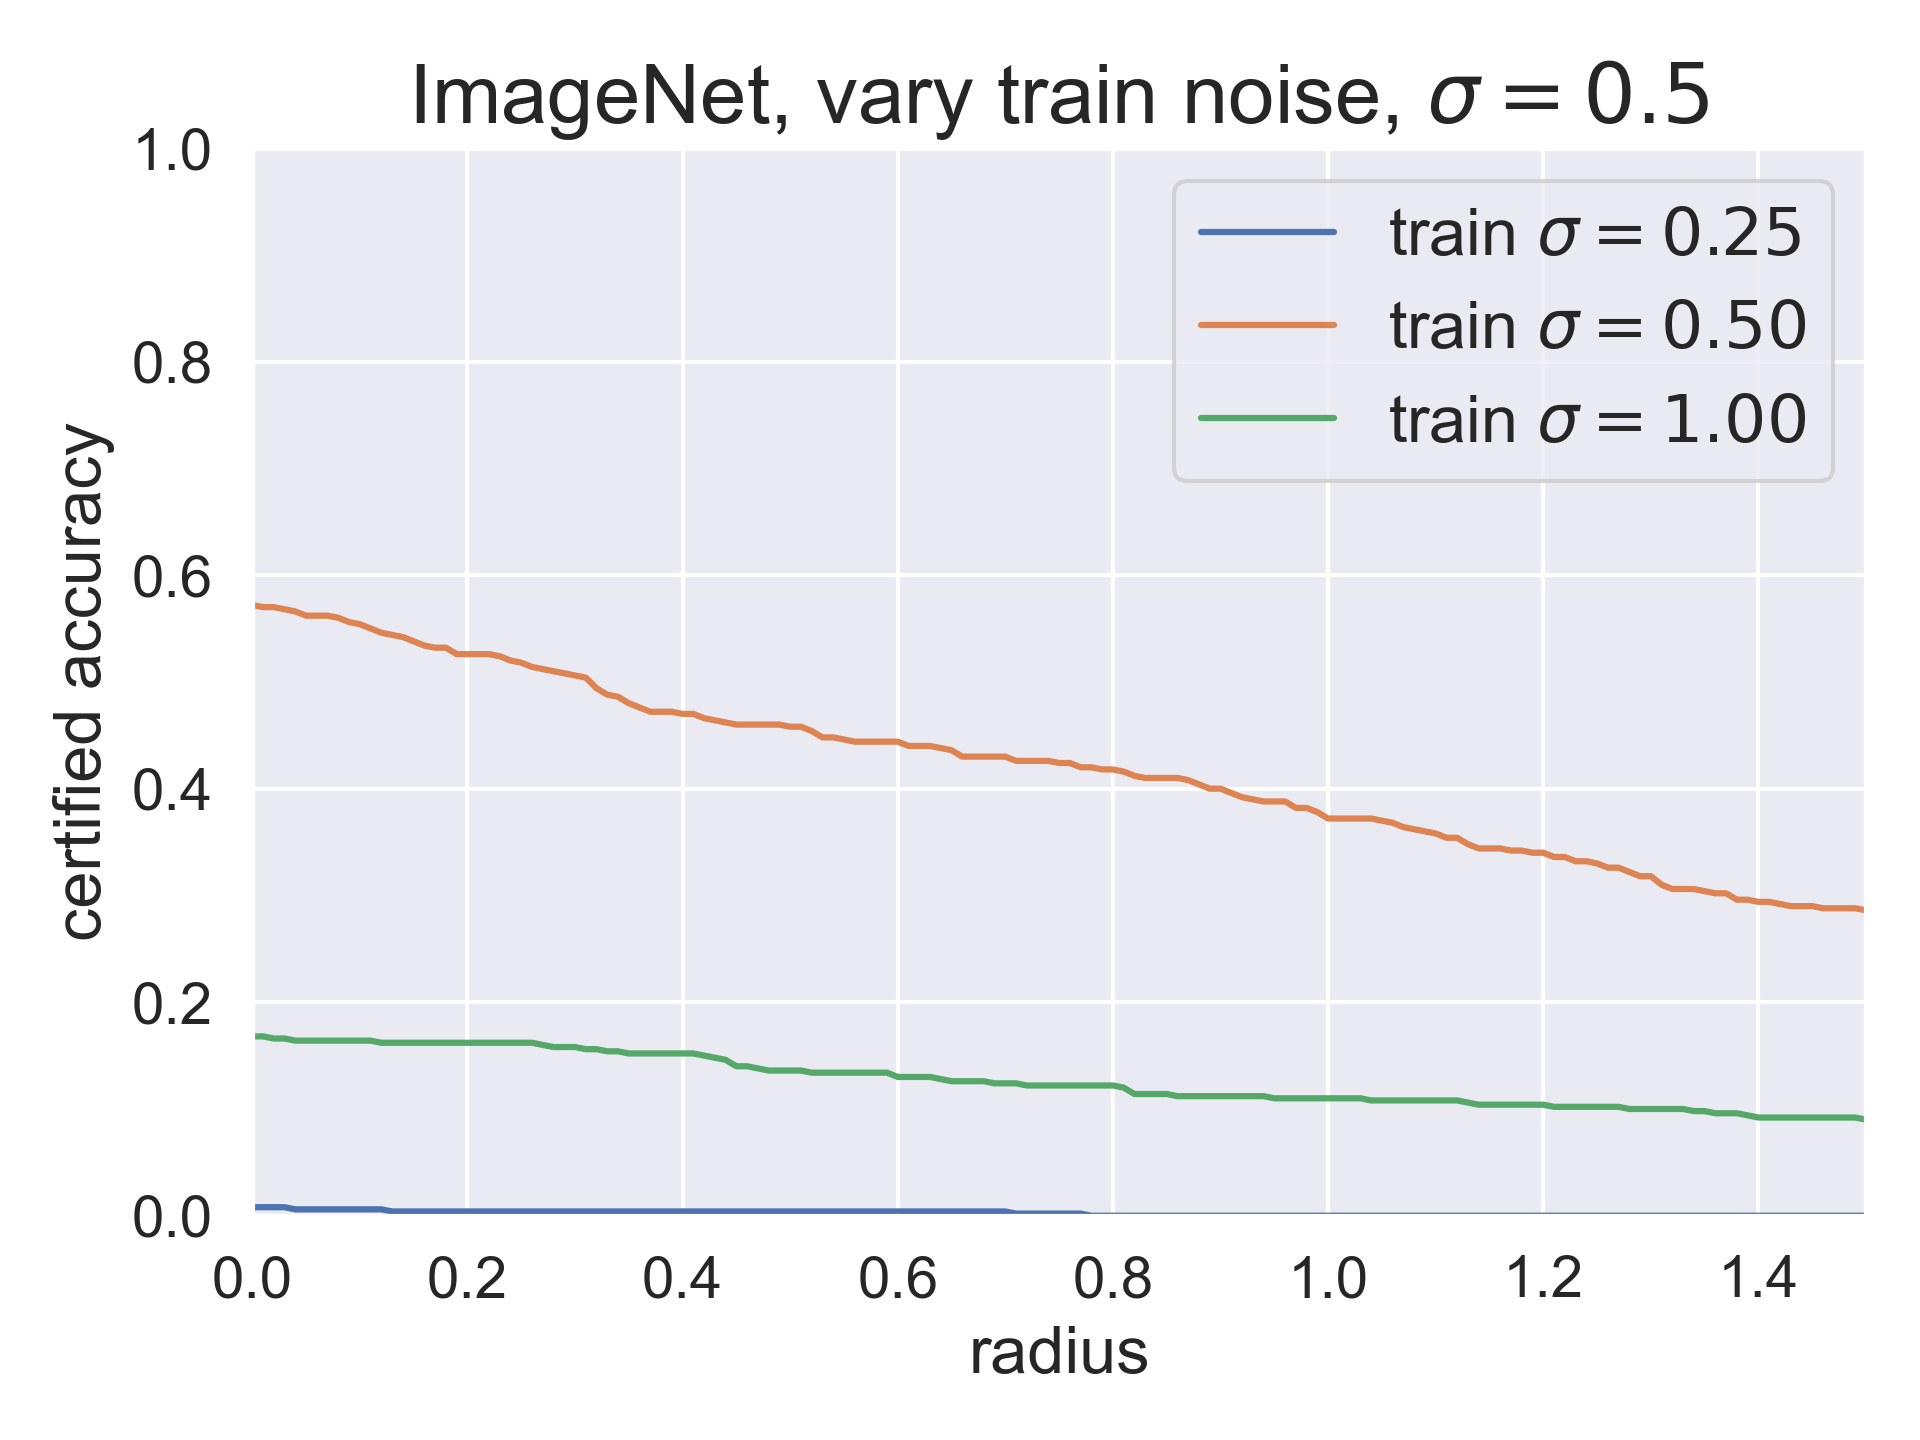 ImageNet, vary train noise, σ = 0.5
1.0
train σ = 0.25
train σ = 0.50
train σ = 1.00
0.8
0.6
0.4
0.2
0.0
certified accuracy
0.0 0.2 0.4 0.6 0.8 1.0 1.2 1.4
radius